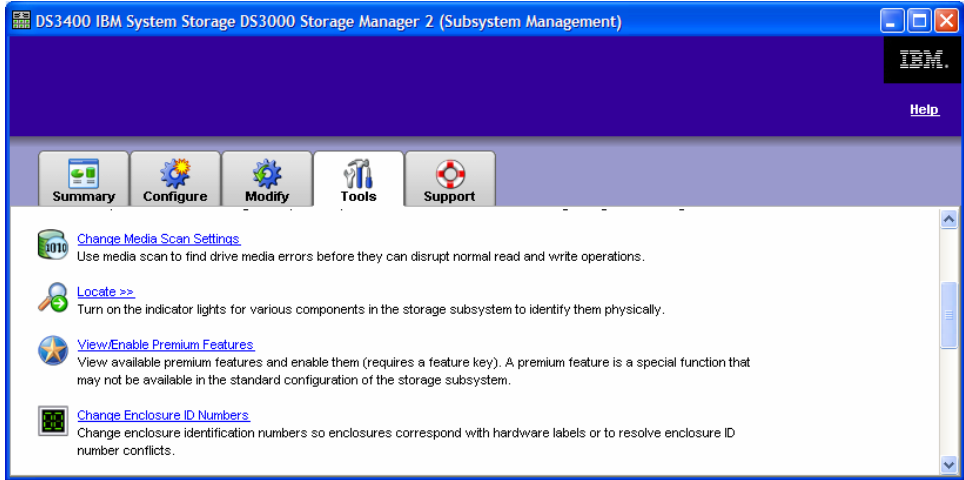 DS3400 IBM System Storage DS3000 Storage Manager 2 (Subsystem Management)
IBM.
Help
Summary
Configure
Modify
Tools
Support
Change Media Scan Settings
Use media scan to find drive media errors before they can disrupt normal read and write operations.
Locate >>
Turn on the indicator lights for various components in the storage subsystem to identify them physically.
View/Enable Premium Features
View available premium features and enable them (requires a feature key). A premium feature is a special function that
may not be available in the standard configuration of the storage subsystem.
Change Enclosure ID Numbers
Change enclosure identification numbers so enclosures correspond with hardware labels or to resolve enclosure ID
number conflicts.